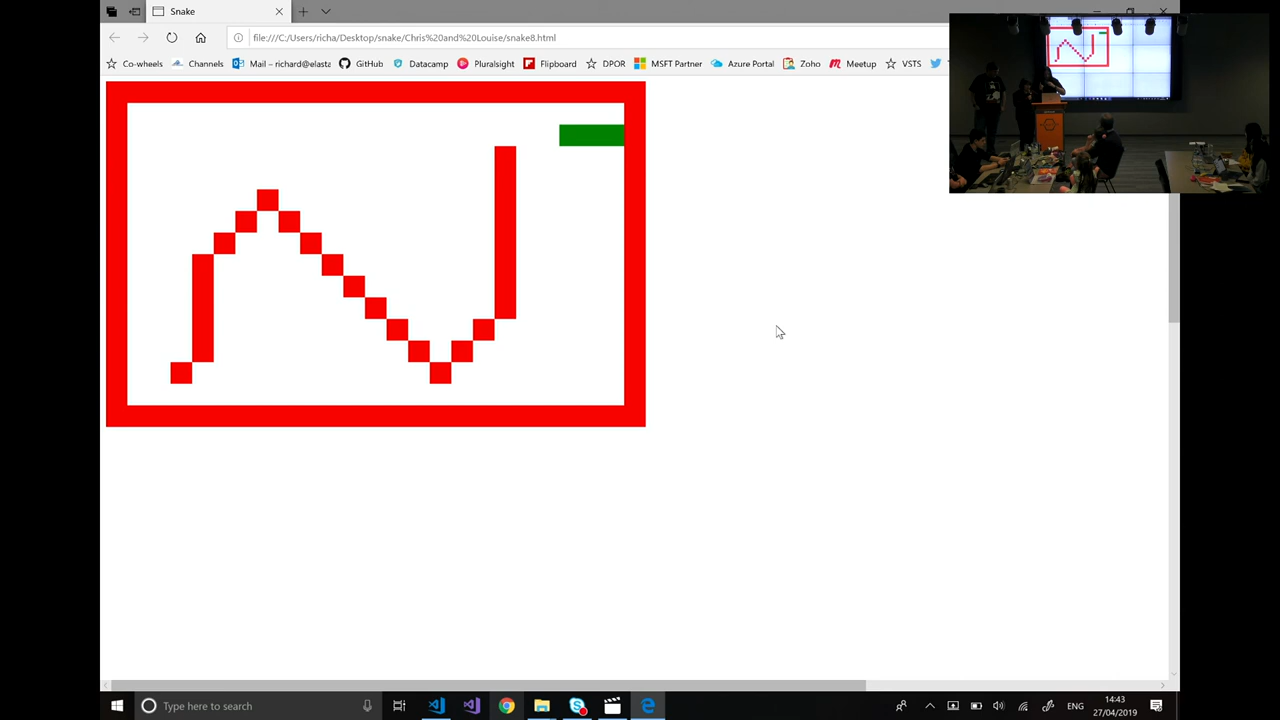 Snake
file:///C:/Users/richa/Desktop/snake/Chris%20and%20Louise/snake8.html
Co-wheels Channels Mail – richard@elasta GitHub Datacamp Pluralsight Flipboard DPOR MSFT Partner Azure Portal Zoho Meetup VSTS
Type here to search
ENG
14:43
27/04/2019